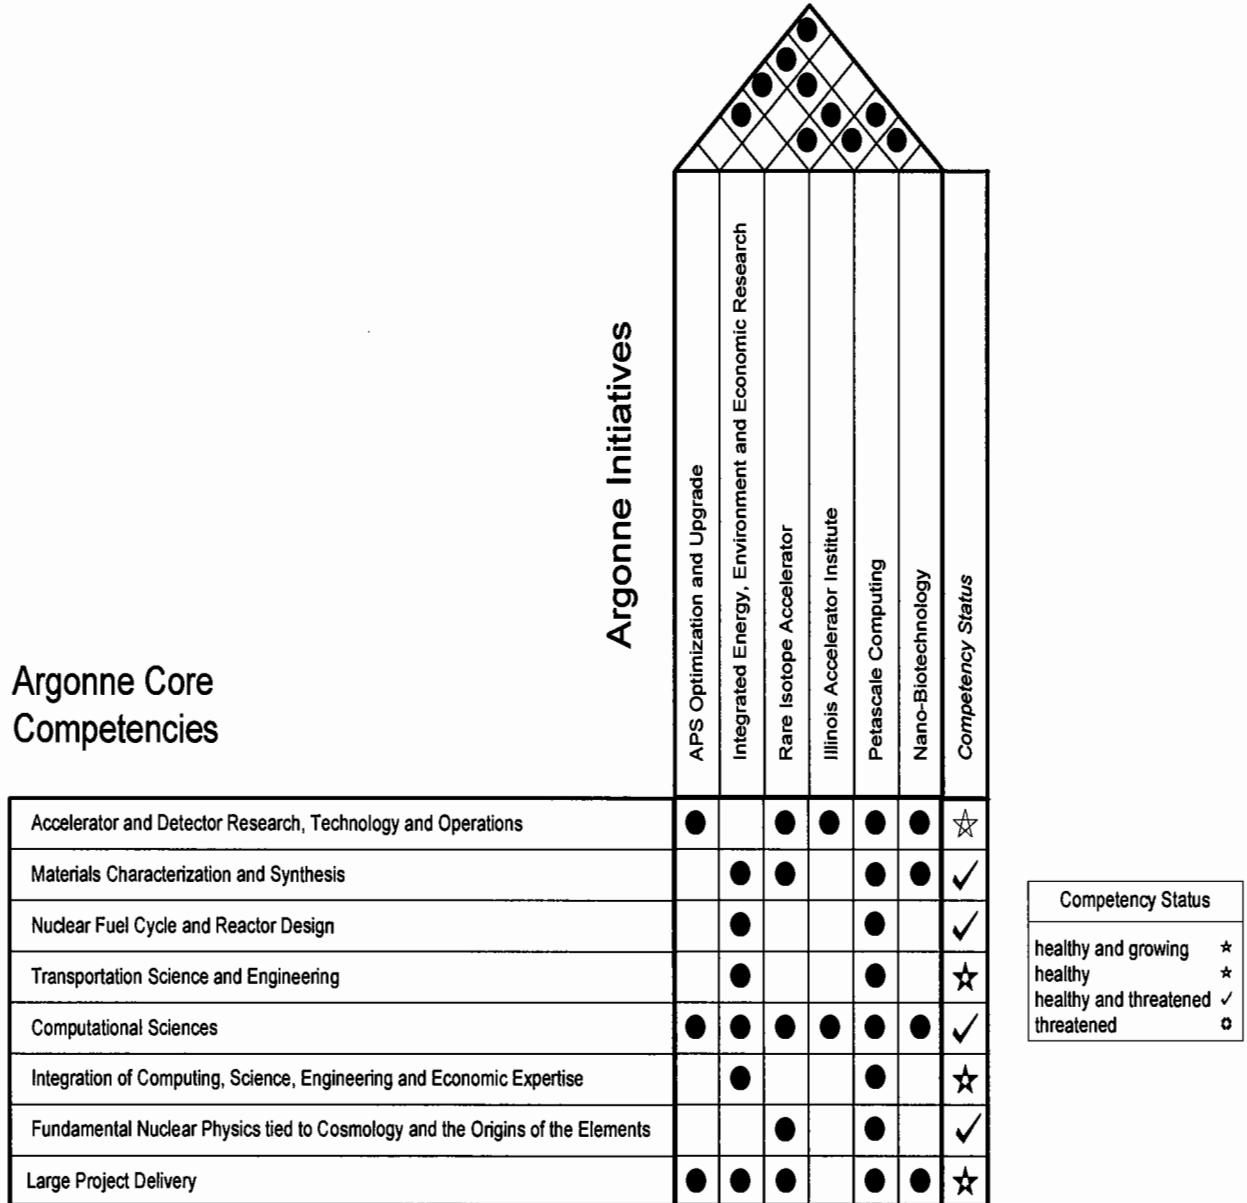 Argonne Initiatives
APS Optimization and Upgrade
Integrated Energy, Environment and Economic Research
Rare Isotope Accelerator
Illinois Accelerator Institute
Petascale Computing
Nano-Biotechnology
Competency Status
Argonne Core
Competencies
Accelerator and Detector Research, Technology and Operations
Materials Characterization and Synthesis
Nuclear Fuel Cycle and Reactor Design
Transportation Science and Engineering
Computational Sciences
Integration of Computing, Science, Engineering and Economic Expertise
Fundamental Nuclear Physics tied to Cosmology and the Origins of the Elements
Large Project Delivery
Competency Status
healthy and growing
healthy
healthy and threatened
threatened